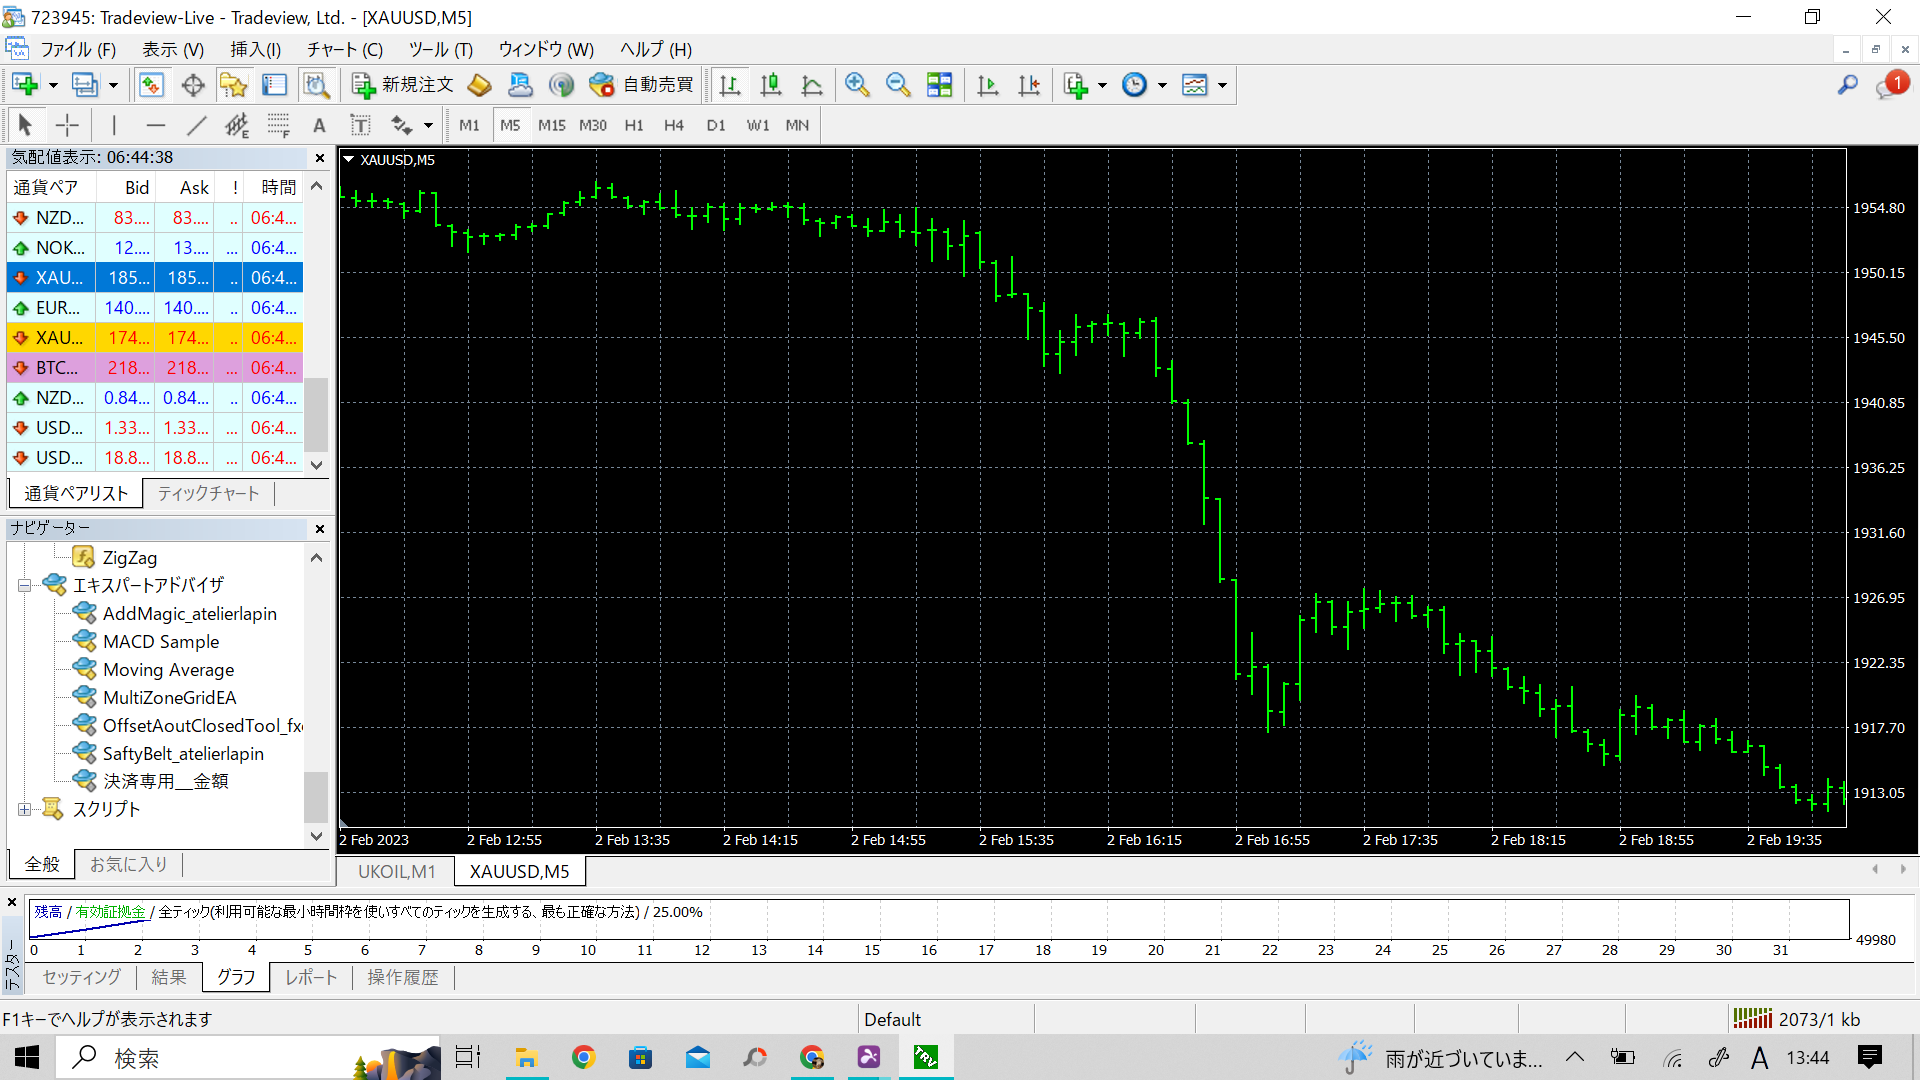 723945: Tradeview-Live - Tradeview, Ltd. - [XAUUSD,M5]
ファイル (F) 表示 (V) 挿入(I) チャート (C) ツール (T) ウィンドウ (W) ヘルプ (H)
新規注文 自動売買 1
A T M1 M5 M15 M30 H1 H4 D1 W1 MN
気配値表示: 06:44:38
通貨ペア Bid Ask ! 時間
NZD... 83.... 83.... .. 06:4...
NOK... 12.... 13.... ... 06:4...
XAU... 185... 185... .. 06:4...
EUR... 140.... 140.... .. 06:4...
XAU... 174... 174... .. 06:4...
BTC... 218... 218... ... 06:4...
NZD... 0.84... 0.84... .. 06:4...
USD... 1.33... 1.33... ... 06:4...
USD... 18.8... 18.8... ... 06:4...
通貨ペアリスト ティックチャート
ナビゲーター
ZigZag
エキスパートアドバイザ
AddMagic_atelierlapin
MACD Sample
Moving Average
MultiZoneGridEA
OffsetAoutClosedTool_fx
SaftyBelt_atelierlapin
決済専用__金額
スクリプト
全般 お気に入り
XAUUSD,M5
1954.80
1950.15
1945.50
1940.85
1936.25
1931.60
1926.95
1922.35
1917.70
1913.05
2 Feb 2023 2 Feb 12:55 2 Feb 13:35 2 Feb 14:15 2 Feb 14:55 2 Feb 15:35 2 Feb 16:15 2 Feb 16:55 2 Feb 17:35 2 Feb 18:15 2 Feb 18:55 2 Feb 19:35
UKOIL,M1 XAUUSD,M5
テスター
残高 / 有効証拠金 / 全ティック(利用可能な最小時間枠を使いすべてのティックを生成する、最も正確な方法) / 25.00%
49980
0 1 2 3 4 5 6 7 8 9 10 11 12 13 14 15 16 17 18 19 20 21 22 23 24 25 26 27 28 29 30 31
セッティング 結果 グラフ レポート 操作履歴
F1キーでヘルプが表示されます Default 2073/1 kb
検索 TRV 雨が近づいていま... A 13:44